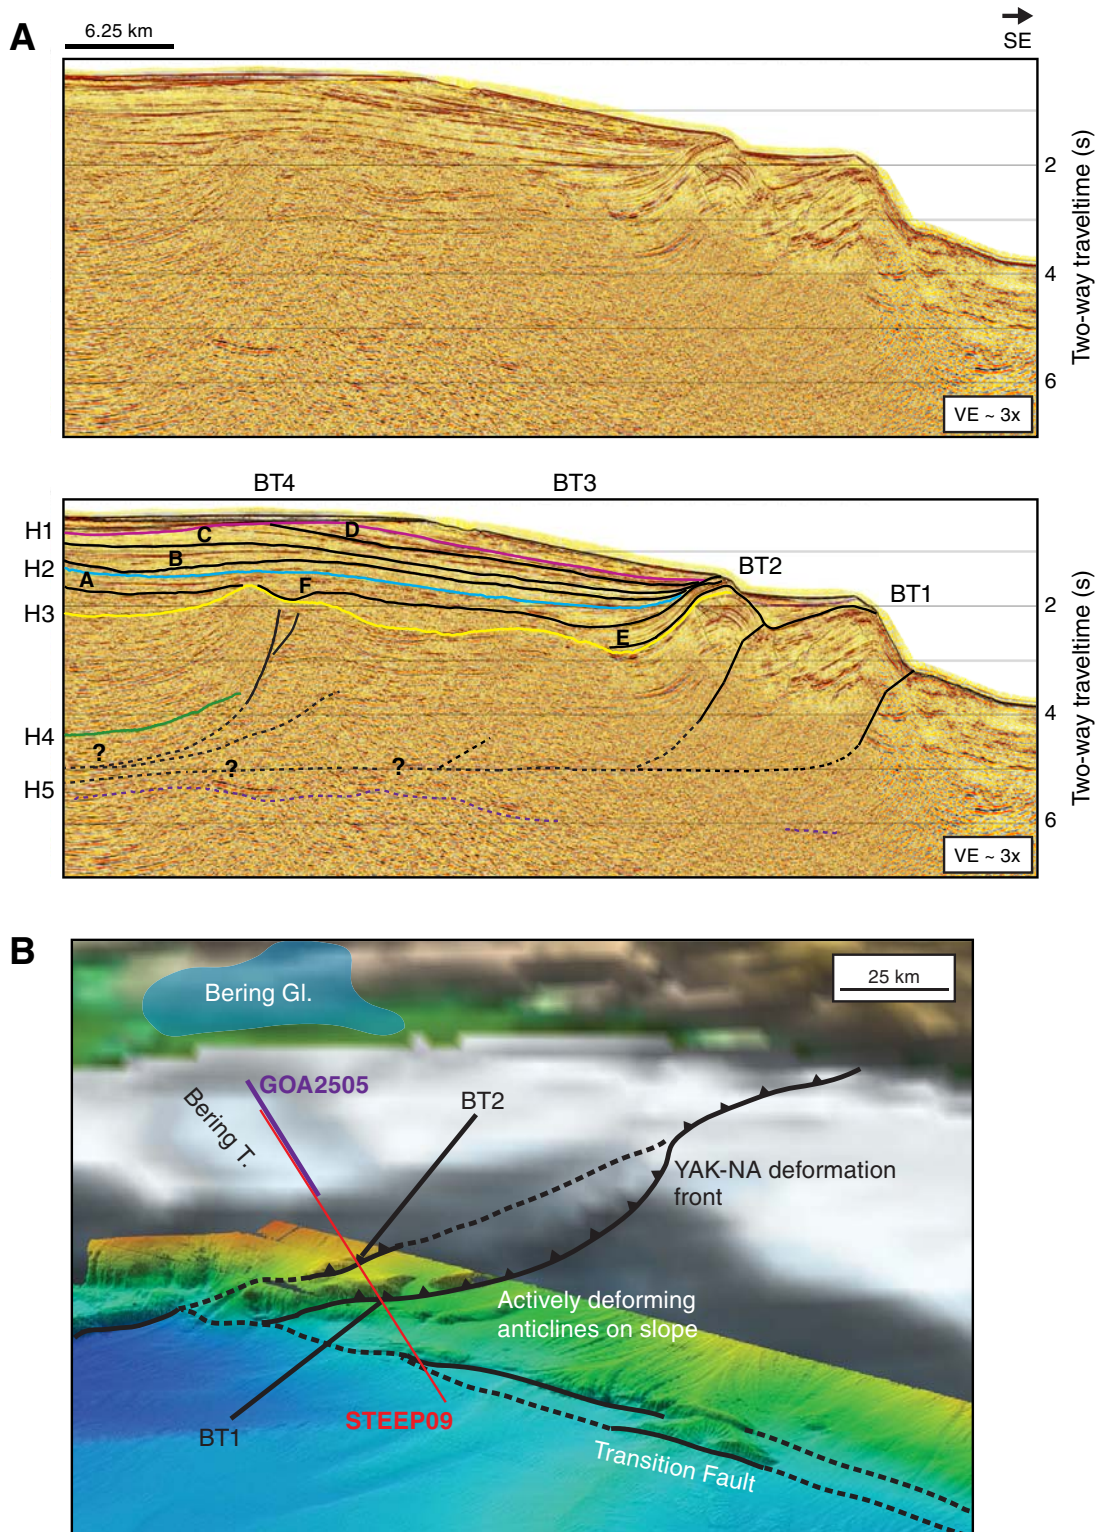 A
6.25 km
SE
2
4
6
Two-way traveltime (s)
VE ~ 3x
BT4
BT3
H1
C
D
H2
B
A
F
BT2
H3
2
BT1
E
H4
4
?
?
?
H5
6
Two-way traveltime (s)
VE ~ 3x
B
Bering Gl.
25 km
GOA2505
Bering T.
BT2
YAK-NA deformation
front
Actively deforming
anticlines on slope
STEEP09
BT1
Transition Fault